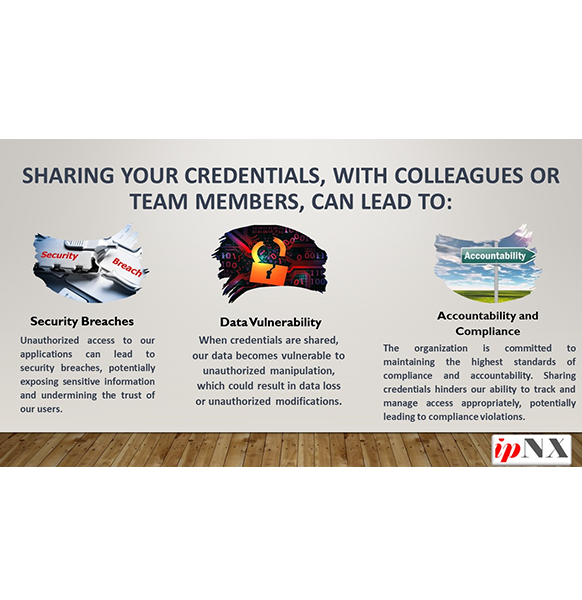 SHARING YOUR CREDENTIALS, WITH COLLEAGUES OR
TEAM MEMBERS, CAN LEAD TO:
Security
Breach
Accountability
Security Breaches
Unauthorized access to our
applications can lead to
security breaches, potentially
exposing sensitive information
and undermining the trust of
our users.
Data Vulnerability
When credentials are shared,
our data becomes vulnerable to
unauthorized manipulation,
which could result in data loss
or unauthorized modifications.
Accountability and
Compliance
The organization is committed to
maintaining the highest standards of
compliance and accountability. Sharing
credentials hinders our ability to track and
manage access appropriately, potentially
leading to compliance violations.
ipNX